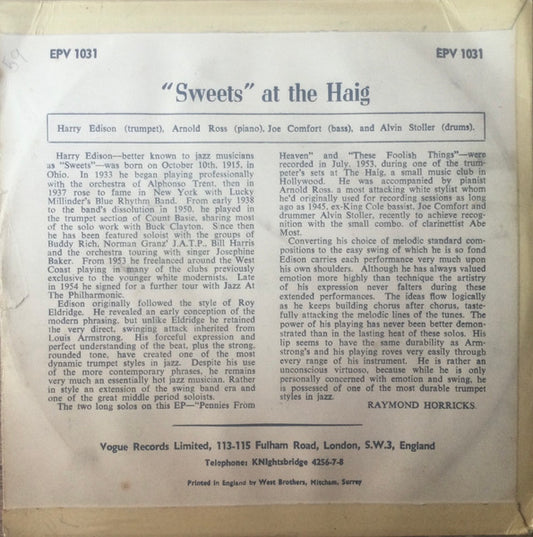 59
EPV 1031 EPV 1031
“Sweets” at the Haig
Harry Edison (trumpet), Arnold Ross (piano), Joe Comfort (bass), and Alvin Stoller (drums).
Harry Edison—better known to jazz musicians
as “Sweets”—was born on October 10th, 1915, in
Ohio. In 1933 he began playing professionally
with the orchestra of Alphonso Trent, then in
1937 rose to fame in New York with Lucky
Millinder's Blue Rhythm Band. From early 1938
to the band's dissolution in 1950, he played in
the trumpet section of Count Basie, sharing most
of the solo work with Buck Clayton. Since then
he has been featured soloist with the groups of
Buddy Rich, Norman Granz' J.A.T.P., Bill Harris
and the orchestra touring with singer Josephine
Baker. From 1953 he freelanced around the West
Coast playing in many of the clubs previously
exclusive to the younger white modernists. Late
in 1954 he signed for a further tour with Jazz At
The Philharmonic.
Edison originally followed the style of Roy
Eldridge. He revealed an early conception of the
modern phrasing, but unlike Eldridge he retained
the very direct, swinging attack inherited from
Louis Armstrong. His forceful expression and
perfect understanding of the beat, plus the strong,
rounded tone, have created one of the most
dynamic trumpet styles in jazz. Despite his use
of the more contemporary phrases, he remains
very much an essentially hot jazz musician. Rather
in style an extension of the swing band era and
one of the great middle period soloists.
The two long solos on this EP—“Pennies From
Heaven” and “These Foolish Things”—were
recorded in July, 1953, during one of the trum-
peter's sets at The Haig, a small music club in
Hollywood. He was accompanied by pianist
Arnold Ross, a most attacking white stylist whom
he'd originally used for recording sessions as long
ago as 1945, ex-King Cole bassist, Joe Comfort and
drummer Alvin Stoller, recently to achieve recog-
nition with the small combo. of clarinettist Abe
Most.
Converting his choice of melodic standard com-
positions to the easy swing of which he is so fond
Edison carries each performance very much upon
his own shoulders. Although he has always valued
emotion more highly than technique the artistry
of his expression never falters during these
extended performances. The ideas flow logically
as he keeps building chorus after chorus, taste-
fully attacking the melodic lines of the tunes. The
power of his playing has never been better demon-
strated than in the lasting heat of these solos. His
lip seems to have the same durability as Arm-
strong's and his playing roves very easily through
every range of his instrument. He is rather an
unconscious virtuoso, because while he is only
personally concerned with emotion and swing, he
is possessed of one of the most durable trumpet
styles in jazz.
RAYMOND HORRICKS.
Vogue Records Limited, 113-115 Fulham Road, London, S.W.3, England
Telephone: KNIghtsbridge 4256-7-8
Printed in England by West Brothers, Mitcham, Surrey